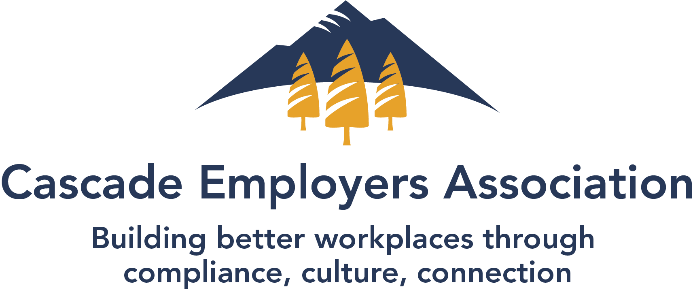 Cascade Employers Association
Building better workplaces through
compliance, culture, connection